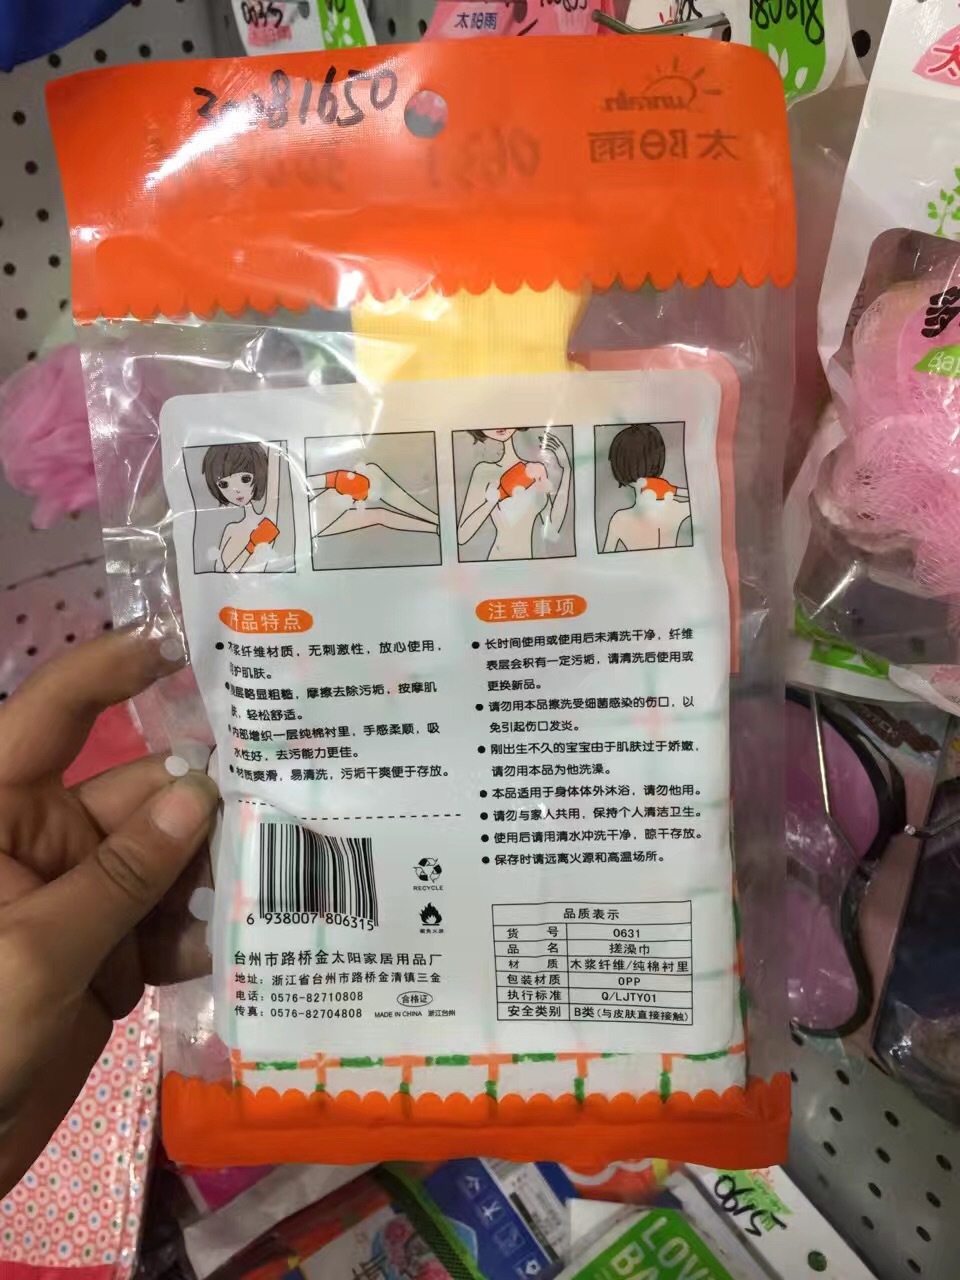 太阳雨
180818
太阳雨
0631
品特点
浆纤维材质，无刺激性，放心使用，
护肌肤。
层略显粗糙，摩擦去除污垢，按摩肌
肤，轻松舒适。
内部增织一层纯棉衬里，手感柔顺，吸
水性好，去污能力更佳。
材质爽滑，易清洗，污垢干爽便于存放。
注意事项
长时间使用或使用后未清洗干净，纤维
表层会积有一定污垢，请清洗后使用或
更换新品。
请勿用本品擦洗受细菌感染的伤口，以
免引起伤口发炎。
刚出生不久的宝宝由于肌肤过于娇嫩，
请勿用本品为他洗澡。
本品适用于身体体外沐浴，请勿他用。
请勿与家人共用，保持个人清洁卫生。
使用后请用清水冲洗干净，晾干存放。
保存时请远离火源和高温场所。
RECYCLE
避免火源
6 938007 806315
台州市路桥金太阳家居用品厂
地址：浙江省台州市路桥金清镇三金
电话：0576-82710808
传真：0576-82704808
合格证
MADE IN CHINA 浙江台州
品质表示
货号 0631
品名 搓澡巾
材质 木浆纤维/纯棉衬里
包装材质 OPP
执行标准 Q/LJTY01
安全类别 B类(与皮肤直接接触)
LOVE